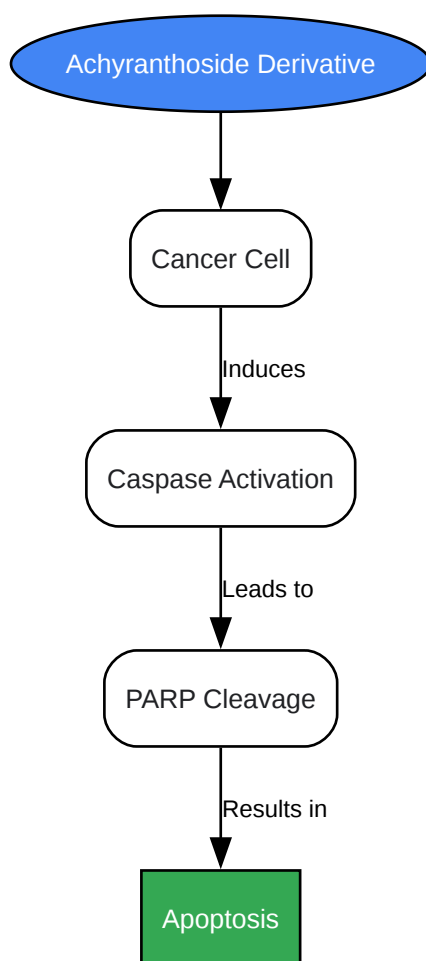 Achyranthoside Derivative
Cancer Cell
Induces
Caspase Activation
Leads to
PARP Cleavage
Results in
Apoptosis